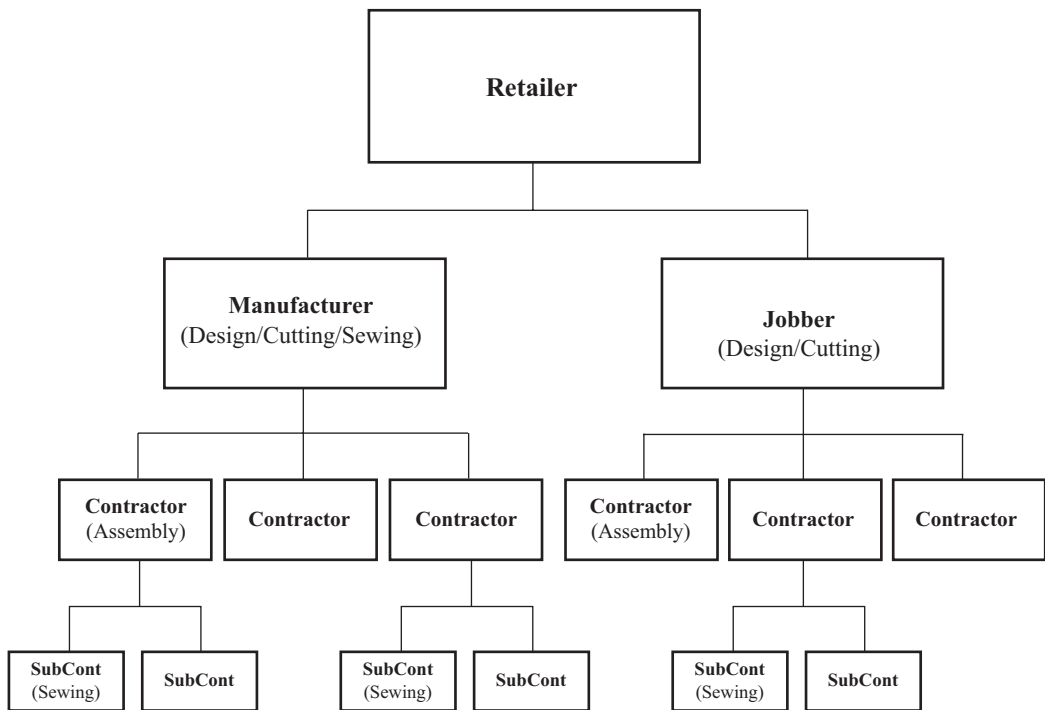 Retailer
Manufacturer
(Design/Cutting/Sewing)
Jobber
(Design/Cutting)
Contractor
(Assembly)
Contractor
Contractor
Contractor
(Assembly)
Contractor
Contractor
SubCont
(Sewing)
SubCont
SubCont
(Sewing)
SubCont
SubCont
(Sewing)
SubCont